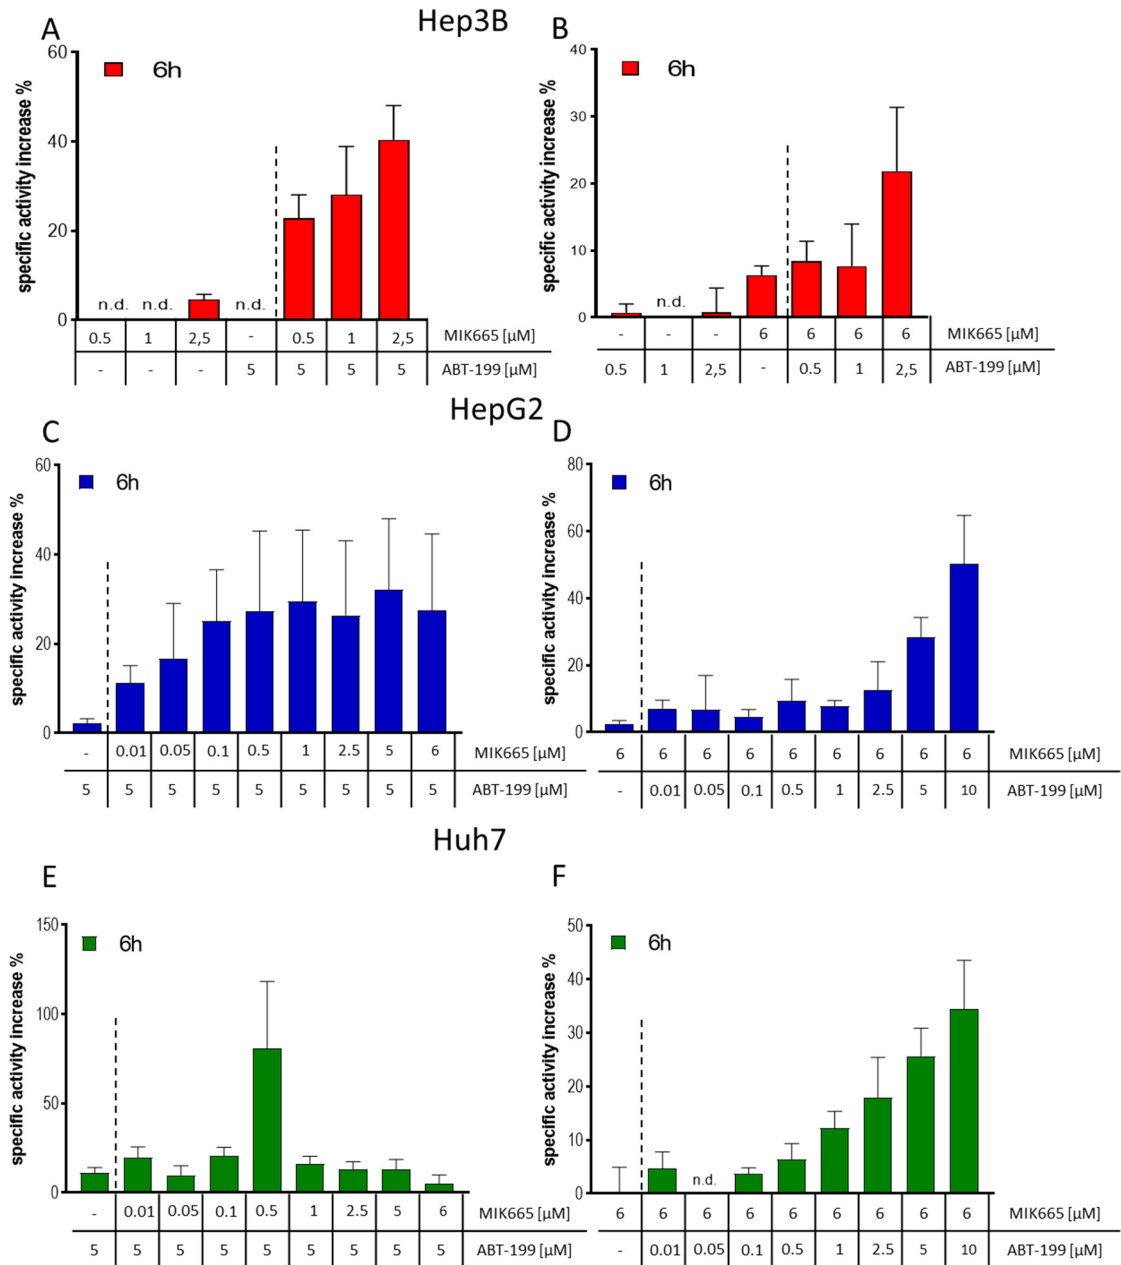 Hep3B
A
60
40
20
0
specific activity increase %
6h
n.d. n.d. n.d.
0.5 1 2,5 - 0.5 1 2,5 MIK665 [µM]
- - - 5 5 5 5 ABT-199 [µM]
B
40
30
20
10
0
specific activity increase %
6h
n.d.
- - - 6 6 6 6 MIK665 [µM]
0.5 1 2,5 - 0.5 1 2,5 ABT-199 [µM]
HepG2
C
60
40
20
0
specific activity increase %
6h
- 0.01 0.05 0.1 0.5 1 2.5 5 6 MIK665 [µM]
5 5 5 5 5 5 5 5 5 ABT-199 [µM]
D
80
60
40
20
0
specific activity increase %
6h
6 6 6 6 6 6 6 6 6 MIK665 [µM]
- 0.01 0.05 0.1 0.5 1 2.5 5 10 ABT-199 [µM]
Huh7
E
150
100
50
0
specific activity increase %
6h
- 0.01 0.05 0.1 0.5 1 2.5 5 6 MIK665 [µM]
5 5 5 5 5 5 5 5 5 ABT-199 [µM]
F
50
40
30
20
10
0
specific activity increase %
6h
n.d.
6 6 6 6 6 6 6 6 6 MIK665 [µM]
- 0.01 0.05 0.1 0.5 1 2.5 5 10 ABT-199 [µM]